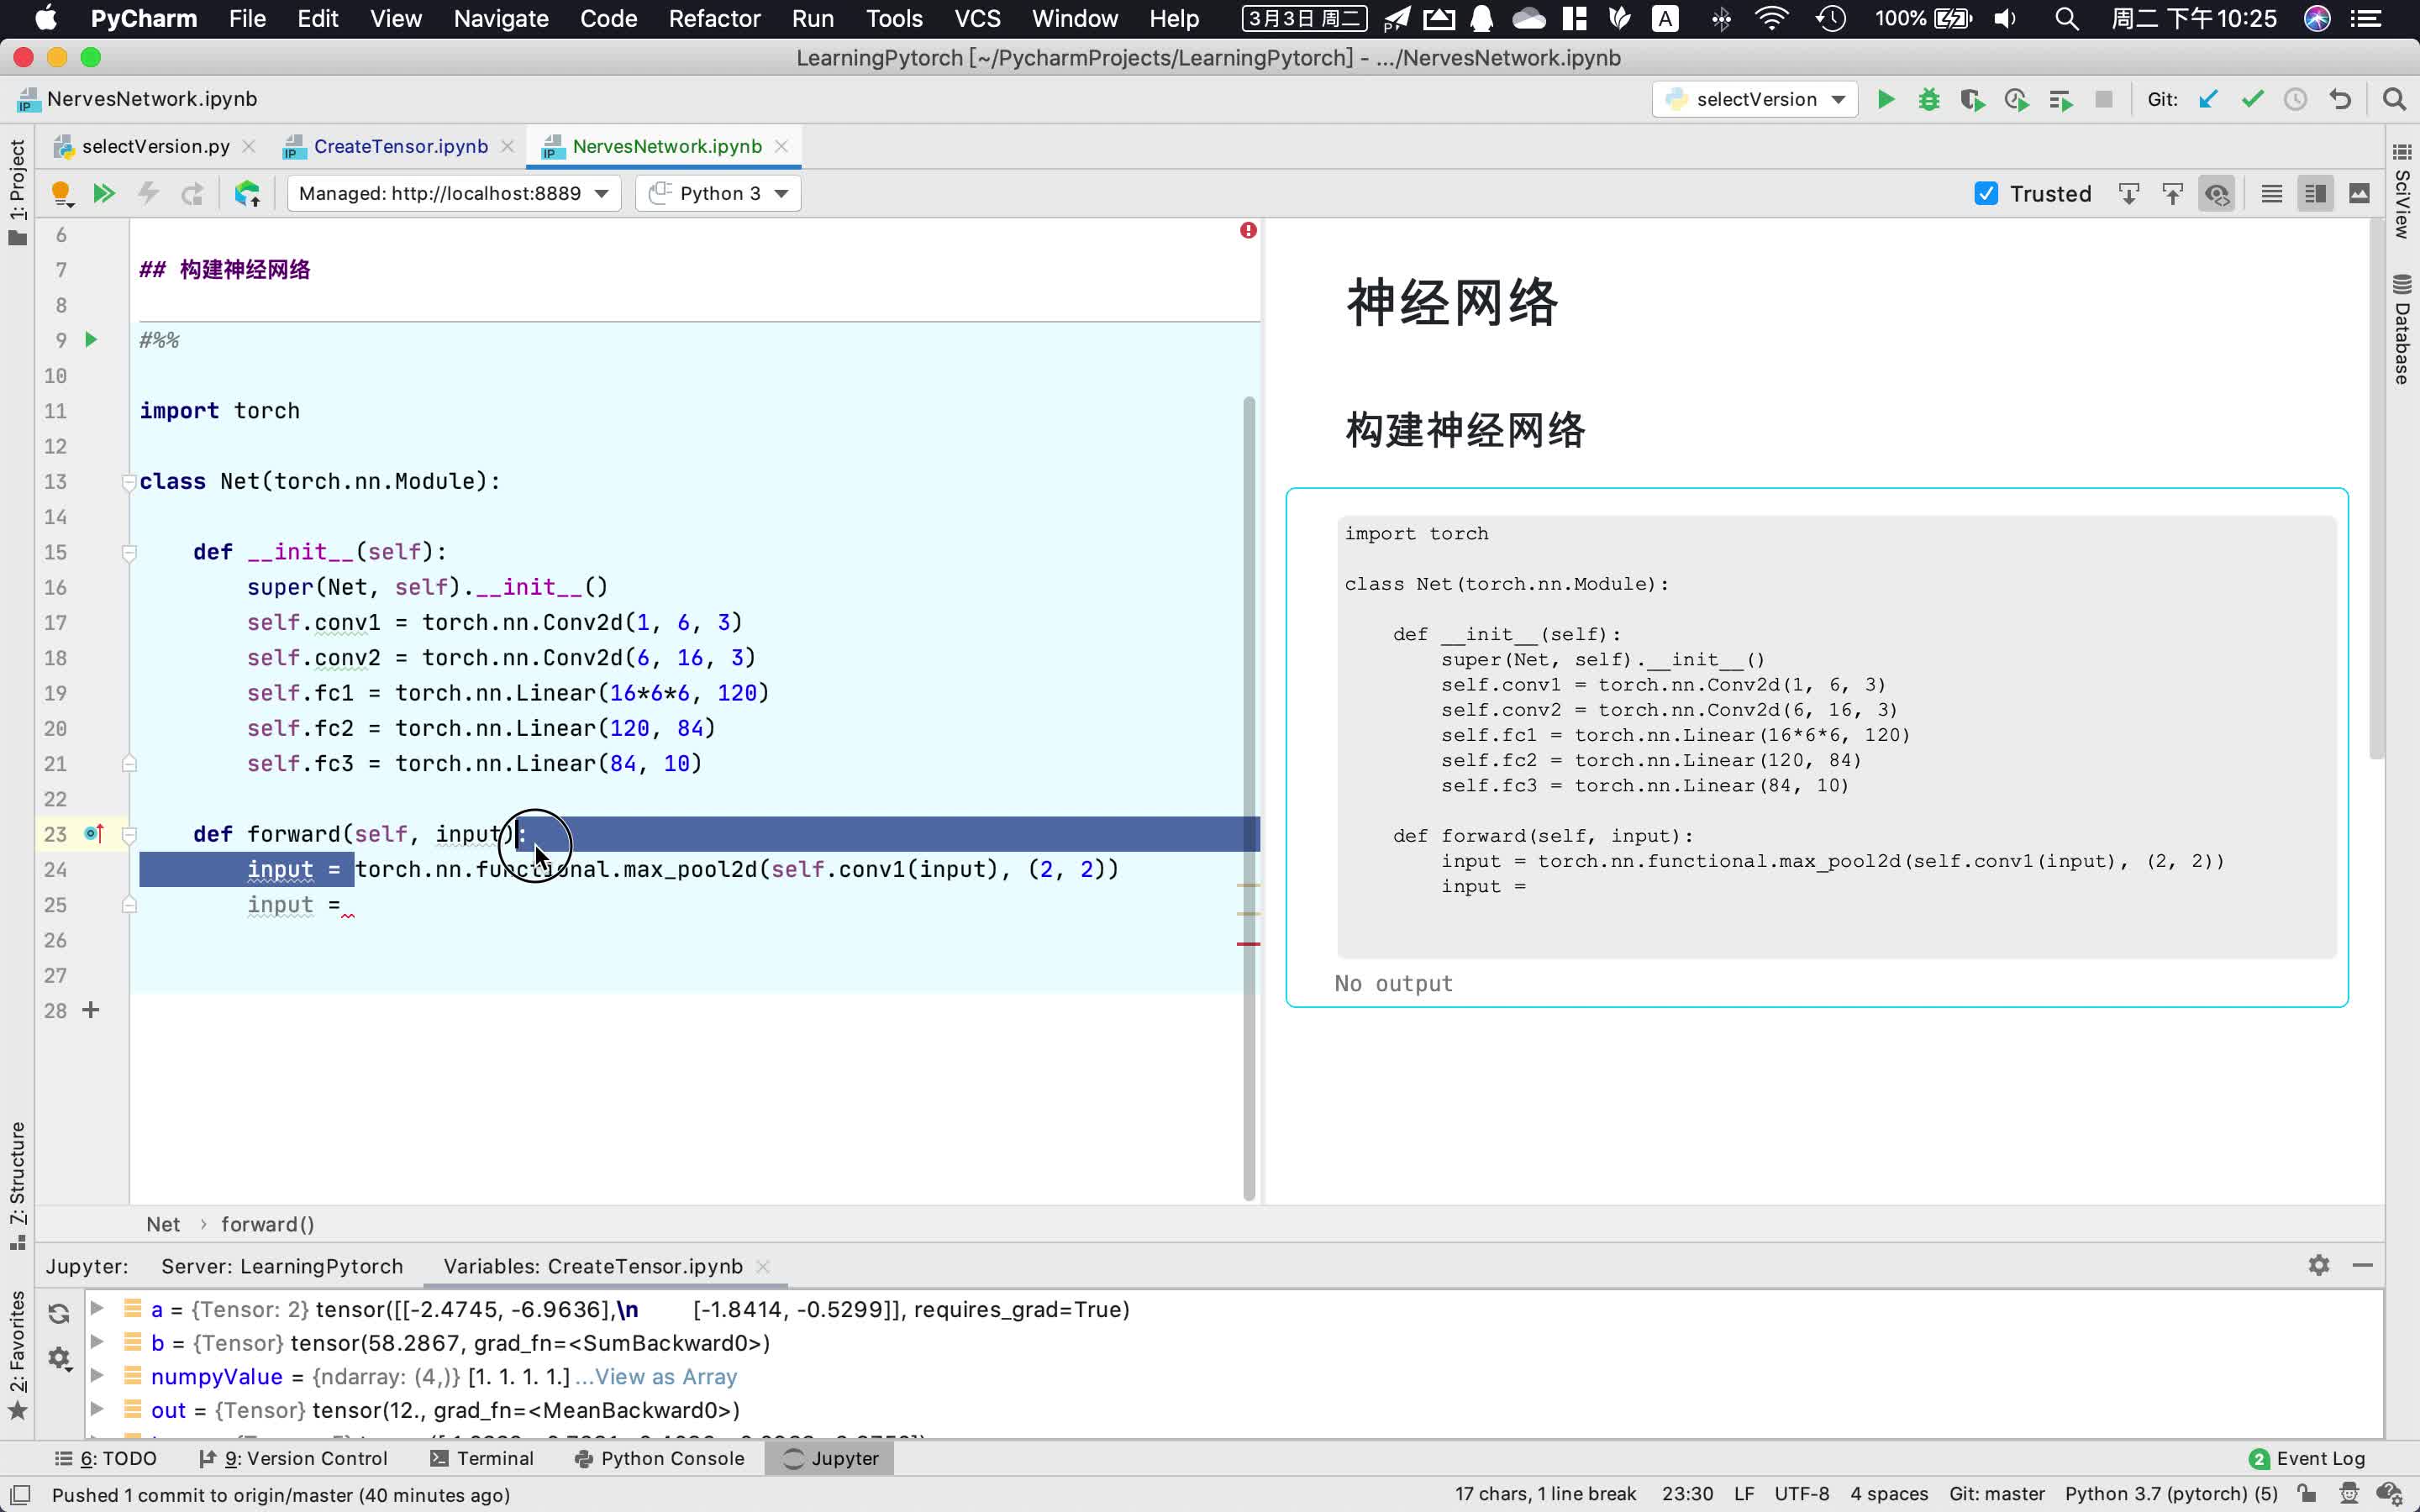 PyCharm File Edit View Navigate Code Refactor Run Tools VCS Window Help 3月3日 周二 A 100% 周二 下午10:25
LearningPytorch [~/PycharmProjects/LearningPytorch] - .../NervesNetwork.ipynb
NervesNetwork.ipynb selectVersion Git:
selectVersion.py CreateTensor.ipynb NervesNetwork.ipynb
Managed: http://localhost:8889 Python 3 Trusted
1: Project
SciView
Database
6
7 ## 构建神经网络
8
9 #%%
10
11 import torch
12
13 class Net(torch.nn.Module):
14
15 def __init__(self):
16 super(Net, self).__init__()
17 self.conv1 = torch.nn.Conv2d(1, 6, 3)
18 self.conv2 = torch.nn.Conv2d(6, 16, 3)
19 self.fc1 = torch.nn.Linear(16*6*6, 120)
20 self.fc2 = torch.nn.Linear(120, 84)
21 self.fc3 = torch.nn.Linear(84, 10)
22
23 def forward(self, input):
24 input = torch.nn.functional.max_pool2d(self.conv1(input), (2, 2))
25 input =
26
27
28
神经网络
构建神经网络
import torch
class Net(torch.nn.Module):
def __init__(self):
super(Net, self).__init__()
self.conv1 = torch.nn.Conv2d(1, 6, 3)
self.conv2 = torch.nn.Conv2d(6, 16, 3)
self.fc1 = torch.nn.Linear(16*6*6, 120)
self.fc2 = torch.nn.Linear(120, 84)
self.fc3 = torch.nn.Linear(84, 10)
def forward(self, input):
input = torch.nn.functional.max_pool2d(self.conv1(input), (2, 2))
input =
No output
7: Structure
2: Favorites
Net › forward()
Jupyter: Server: LearningPytorch Variables: CreateTensor.ipynb
a = {Tensor: 2} tensor([[-2.4745, -6.9636],\n [-1.8414, -0.5299]], requires_grad=True)
b = {Tensor} tensor(58.2867, grad_fn=<SumBackward0>)
numpyValue = {ndarray: (4,)} [1. 1. 1. 1.] ...View as Array
out = {Tensor} tensor(12., grad_fn=<MeanBackward0>)
6: TODO 9: Version Control Terminal Python Console Jupyter 2 Event Log
Pushed 1 commit to origin/master (40 minutes ago) 17 chars, 1 line break 23:30 LF UTF-8 4 spaces Git: master Python 3.7 (pytorch) (5)